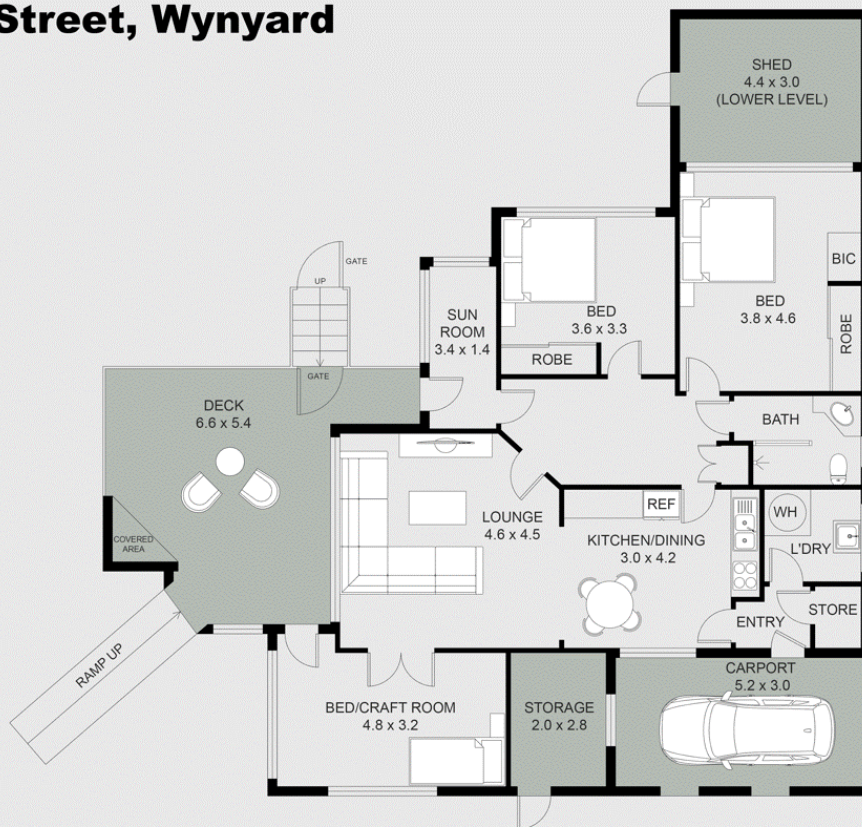 Street, Wynyard
SHED
4.4 x 3.0
(LOWER LEVEL)
GATE
UP
GATE
SUN
ROOM
3.4 x 1.4
BED
3.6 x 3.3
ROBE
BIC
BED
3.8 x 4.6
ROBE
DECK
6.6 x 5.4
BATH
COVERED
AREA
LOUNGE
4.6 x 4.5
REF
KITCHEN/DINING
3.0 x 4.2
WH
L'DRY
STORE
ENTRY
RAMP UP
BED/CRAFT ROOM
4.8 x 3.2
STORAGE
2.0 x 2.8
CARPORT
5.2 x 3.0